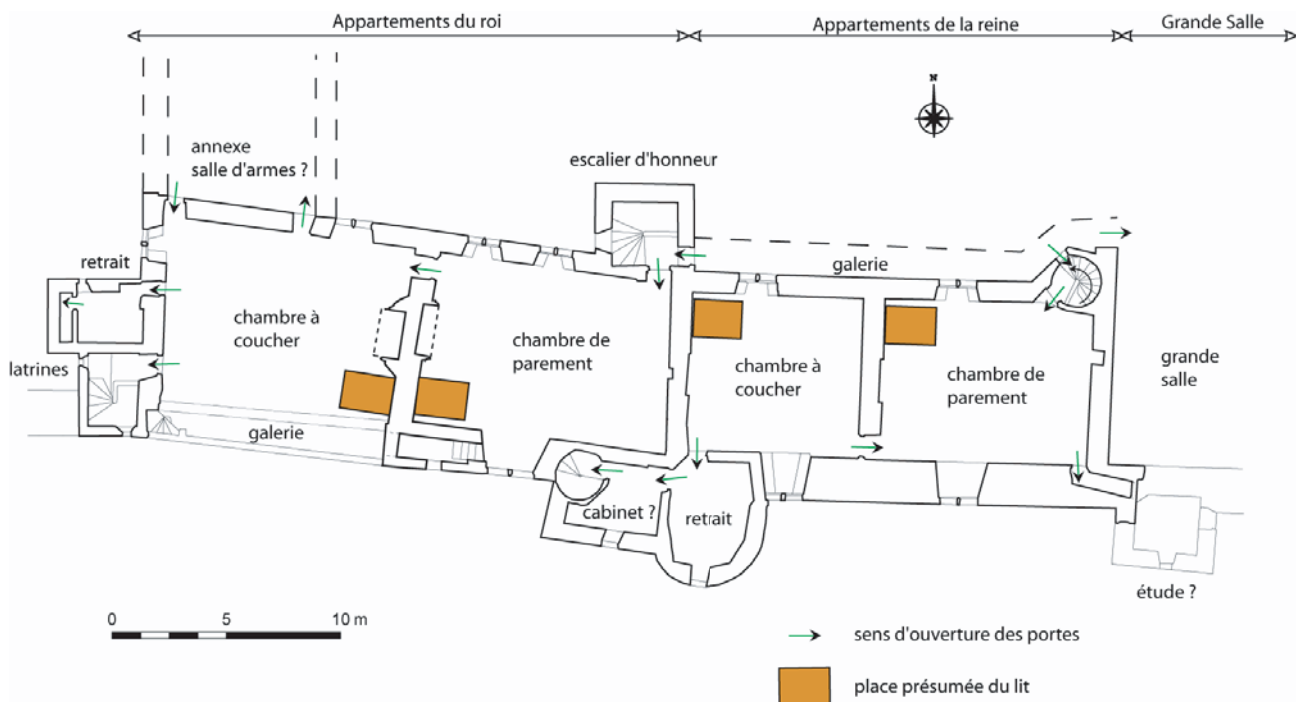 Appartements du roi
Appartements de la reine
Grande Salle
N
annexe
salle d'armes ?
escalier d'honneur
retrait
galerie
chambre à
coucher
chambre de
parement
chambre à
coucher
chambre de
parement
grande
salle
latrines
galerie
cabinet ?
retrait
étude ?
0 5 10 m
sens d'ouverture des portes
place présumée du lit